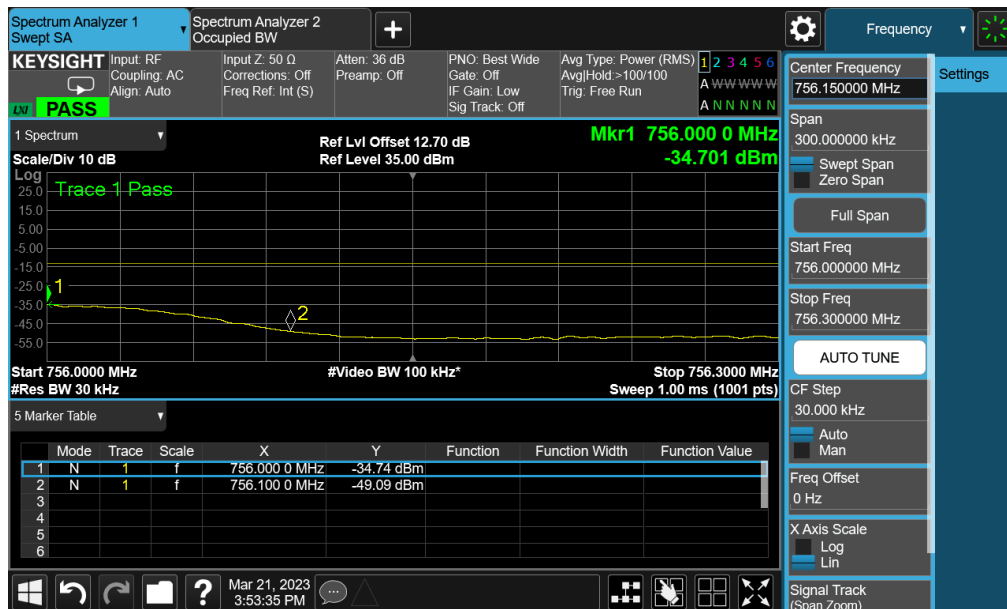 Spectrum Analyzer 1
Swept SA
Spectrum Analyzer 2
Occupied BW
Frequency
KEYSIGHT
Input: RF
Coupling: AC
Align: Auto
Input Z: 50 Ω
Corrections: Off
Freq Ref: Int (S)
Atten: 36 dB
Preamp: Off
PNO: Best Wide
Gate: Off
IF Gain: Low
Sig Track: Off
Avg Type: Power (RMS)
Avg|Hold:>100/100
Trig: Free Run
1 2 3 4 5 6
A W W W W W
A N N N N N
LXI PASS
1 Spectrum
Scale/Div 10 dB
Ref Lvl Offset 12.70 dB
Ref Level 35.00 dBm
Mkr1 756.000 0 MHz
-34.701 dBm
Log
Trace 1 Pass
25.0
15.0
5.00
-5.00
-15.0
-25.0
-35.0
-45.0
-55.0
1
2
Start 756.0000 MHz
#Res BW 30 kHz
#Video BW 100 kHz*
Stop 756.3000 MHz
Sweep 1.00 ms (1001 pts)
5 Marker Table
Mode Trace Scale X Y Function Function Width Function Value
1 N 1 f 756.000 0 MHz -34.74 dBm
2 N 1 f 756.100 0 MHz -49.09 dBm
3
4
5
6
?
Mar 21, 2023
3:53:35 PM
Settings
Center Frequency
756.150000 MHz
Span
300.000000 kHz
Swept Span
Zero Span
Full Span
Start Freq
756.000000 MHz
Stop Freq
756.300000 MHz
AUTO TUNE
CF Step
30.000 kHz
Auto
Man
Freq Offset
0 Hz
X Axis Scale
Log
Lin
Signal Track
(Span Zoom)